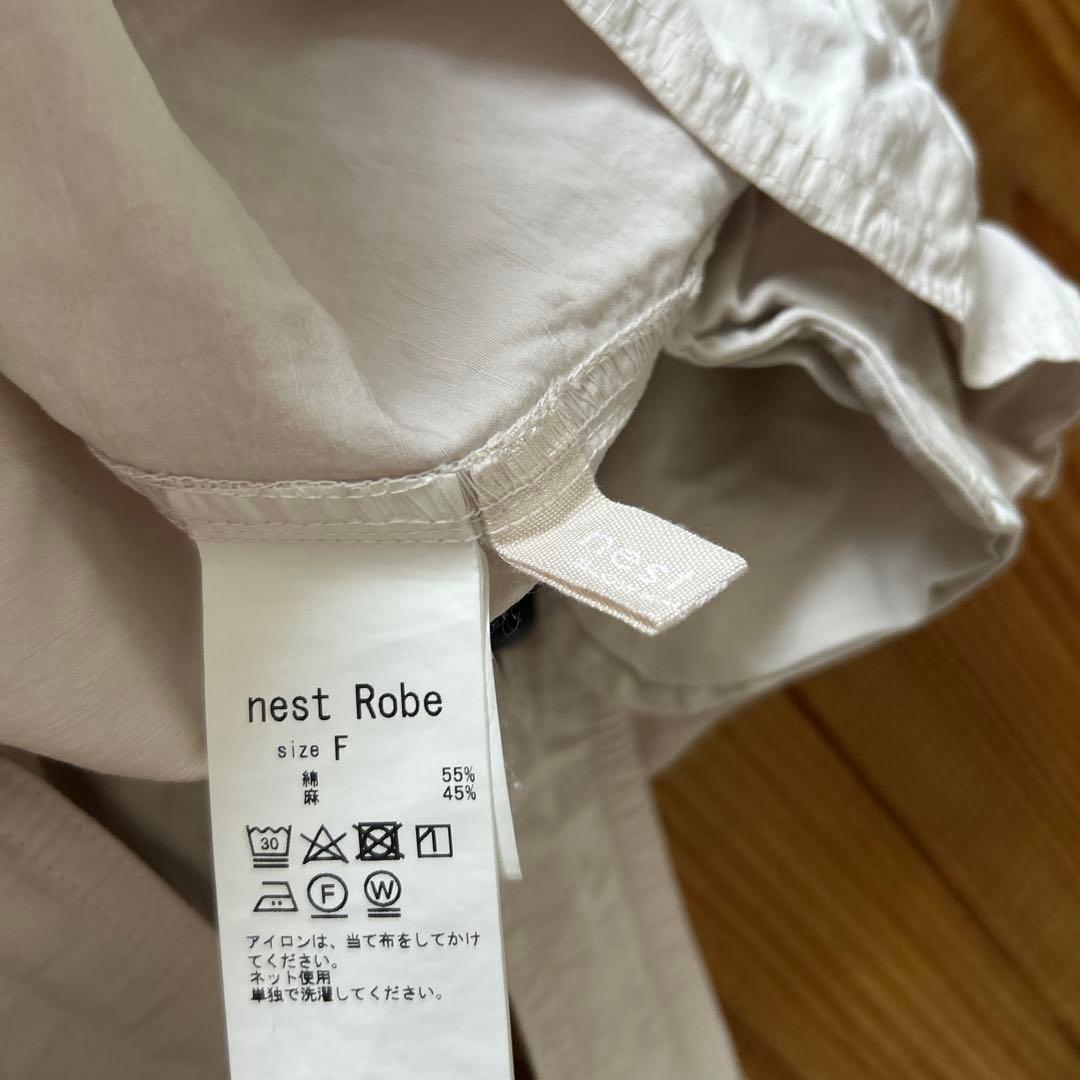 nest
nest Robe
size F
綿 55%
麻 45%
30
F W
アイロンは、当て布をしてかけ
てください。
ネット使用
単独で洗濯してください。